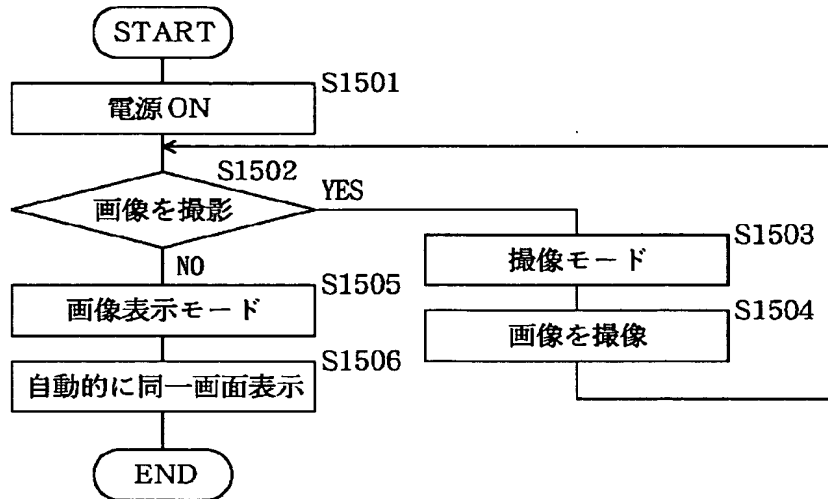 START
S1501
電源ON
S1502
画像を撮影
YES
NO
S1503
撮像モード
S1504
画像を撮像
S1505
画像表示モード
S1506
自動的に同一画面表示
END